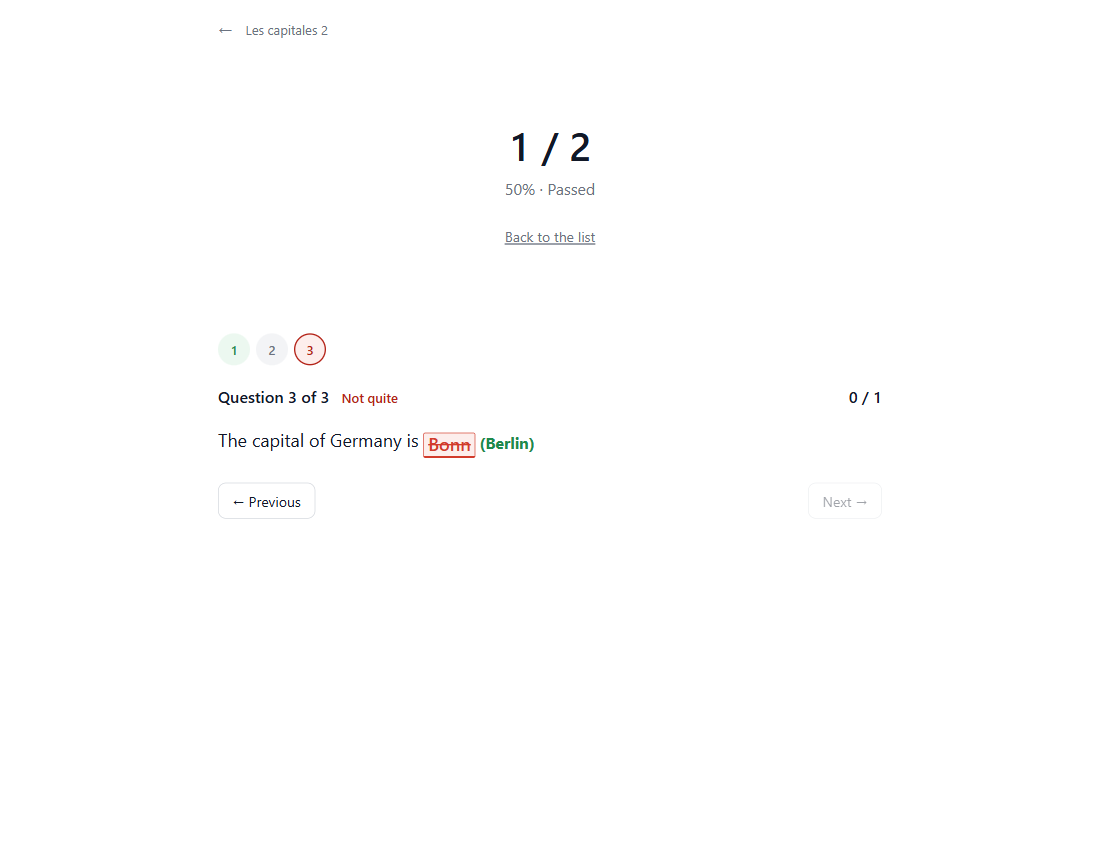 ← Les capitales 2
1 / 2
50% · Passed
Back to the list
1 2 3
Question 3 of 3 Not quite 0 / 1
The capital of Germany is Bonn (Berlin)
← Previous Next →